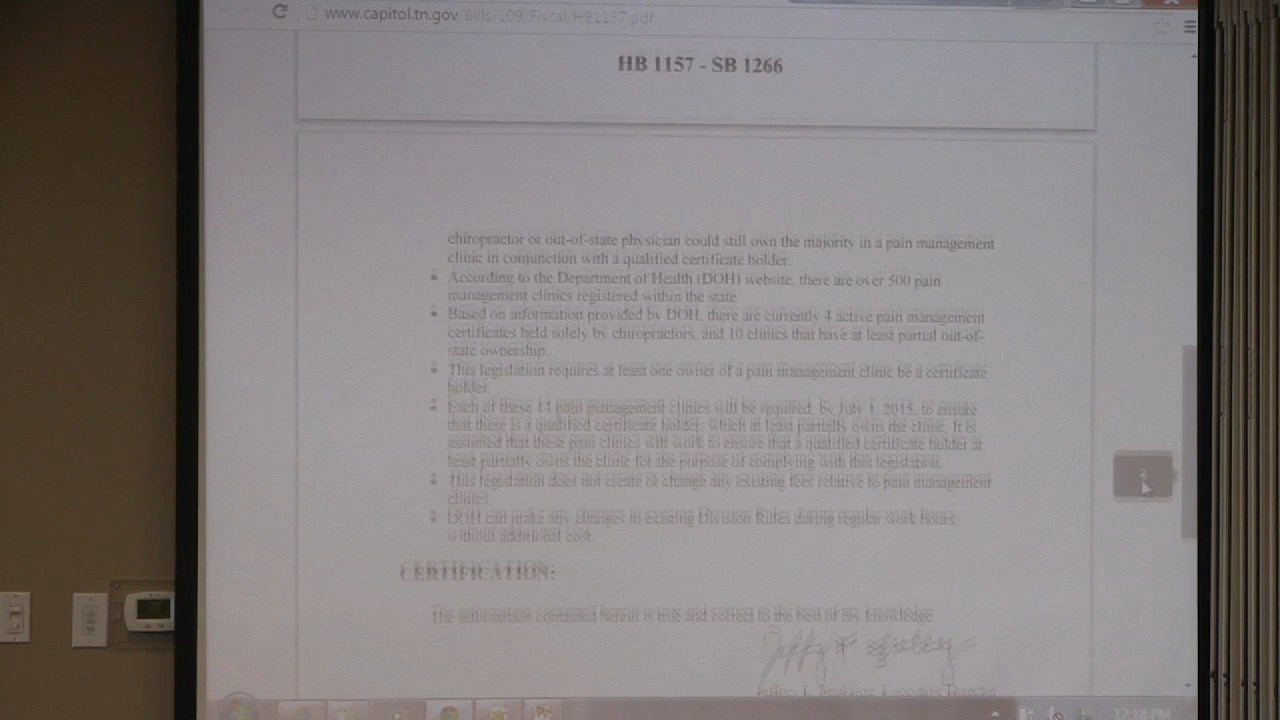 www.capitol.tn.gov/Bills/109/Fiscal/HB1157.pdf
HB 1157 - SB 1266
chiropractor or out-of-state physician could still own the majority in a pain management
clinic in conjunction with a qualified certificate holder.
According to the Department of Health (DOH) website, there are over 500 pain
management clinics registered within the state.
Based on information provided by DOH, there are currently 4 active pain management
certificates held solely by chiropractors, and 10 clinics that have at least partial out-of-
state ownership.
This legislation requires at least one owner of a pain management clinic be a certificate
holder.
Each of these 14 pain management clinics will be required, by July 1, 2015, to ensure
that there is a qualified certificate holder, which at least partially owns the clinic. It is
assumed that these pain clinics will work to ensure that a qualified certificate holder at
least partially owns the clinic for the purpose of complying with this legislation.
This legislation does not create or change any existing fees relative to pain management
clinics.
DOH can make any changes to existing Division Rules during regular work hours,
without additional cost.
CERTIFICATION:
The information contained herein is true and correct to the best of my knowledge.
Executive Director
12:18 PM